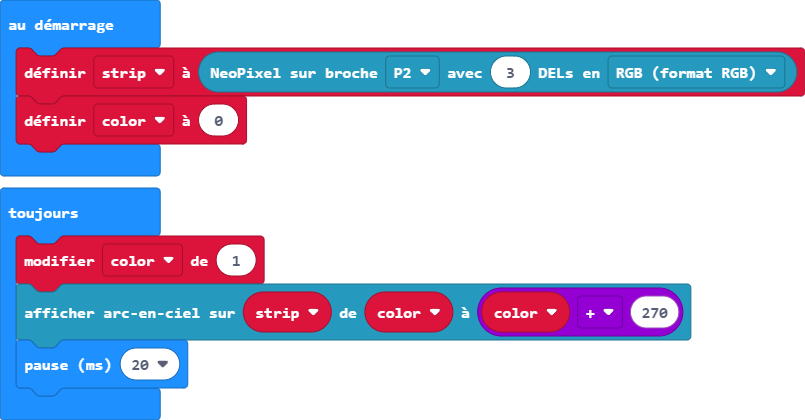 au démarrage
définir strip à NeoPixel sur broche P2 avec 3 DELs en RGB (format RGB)
définir color à 0
toujours
modifier color de 1
afficher arc-en-ciel sur strip de color à color + 270
pause (ms) 20